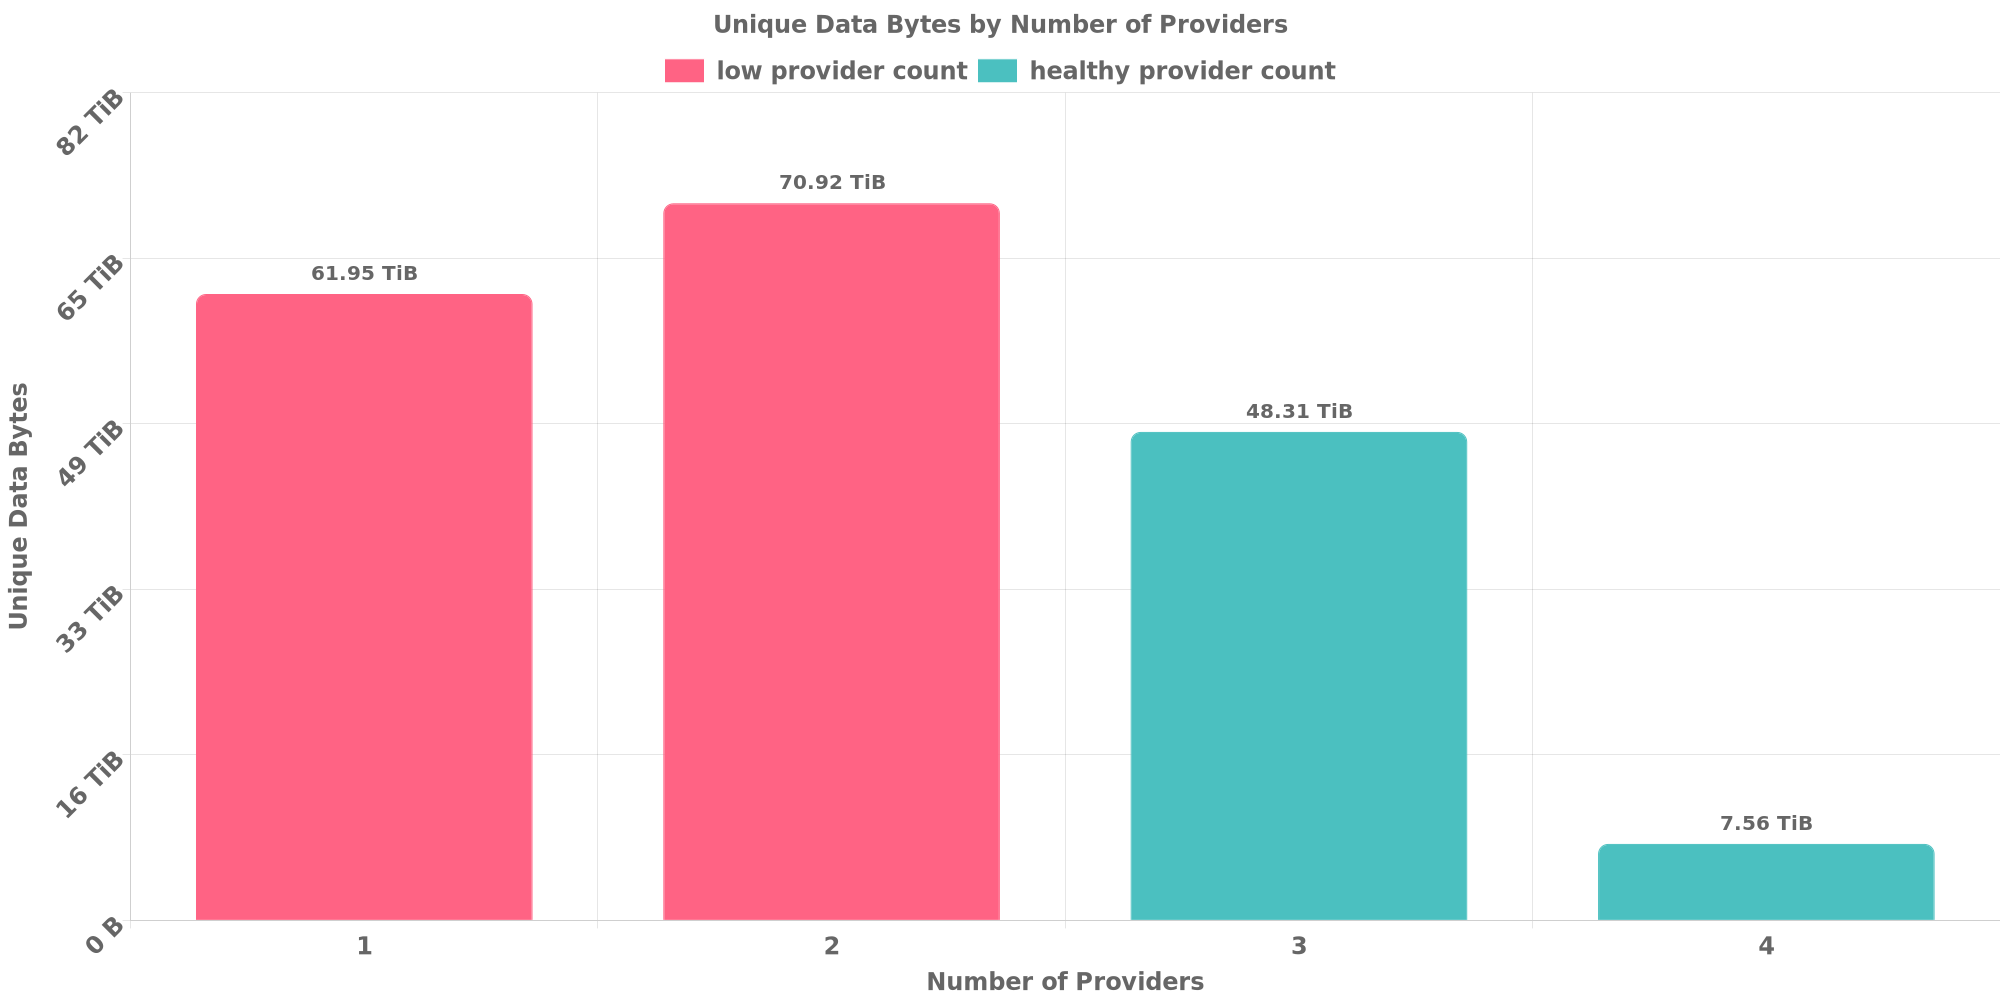 Unique Data Bytes by Number of Providers
low provider count healthy provider count
82 TiB
65 TiB
49 TiB
33 TiB
16 TiB
0 B
Unique Data Bytes
61.95 TiB
70.92 TiB
48.31 TiB
7.56 TiB
1 2 3 4
Number of Providers